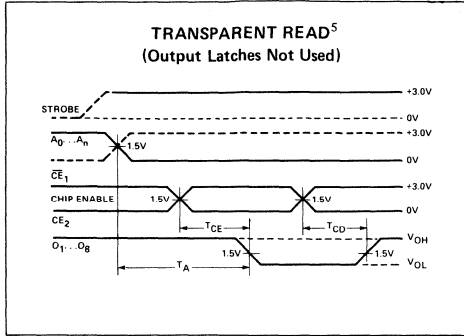 TRANSPARENT READ5
(Output Latches Not Used)
STROBE
+3.0V
0V
A0...An
+3.0V
1.5V
0V
CE1
+3.0V
CHIP ENABLE
1.5V
1.5V
0V
CE2
TCE
TCD
O1...O8
VOH
1.5V
1.5V
TA
VOL